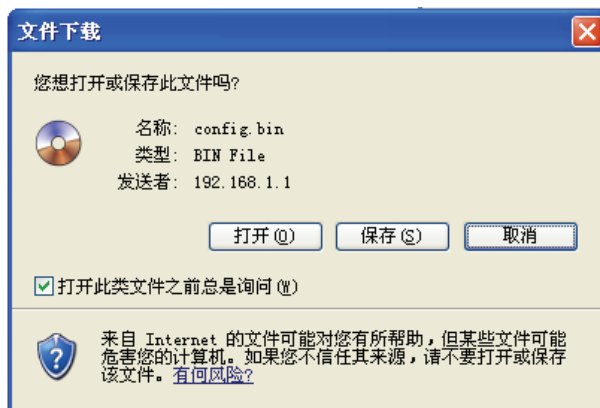 文件下载
您想打开或保存此文件吗?
名称: config.bin
类型: BIN File
发送者: 192.168.1.1
打开(O) 保存(S) 取消
打开此类文件之前总是询问(W)
来自 Internet 的文件可能对您有所帮助，但某些文件可能
危害您的计算机。如果您不信任其来源，请不要打开或保存
该文件。有何风险?